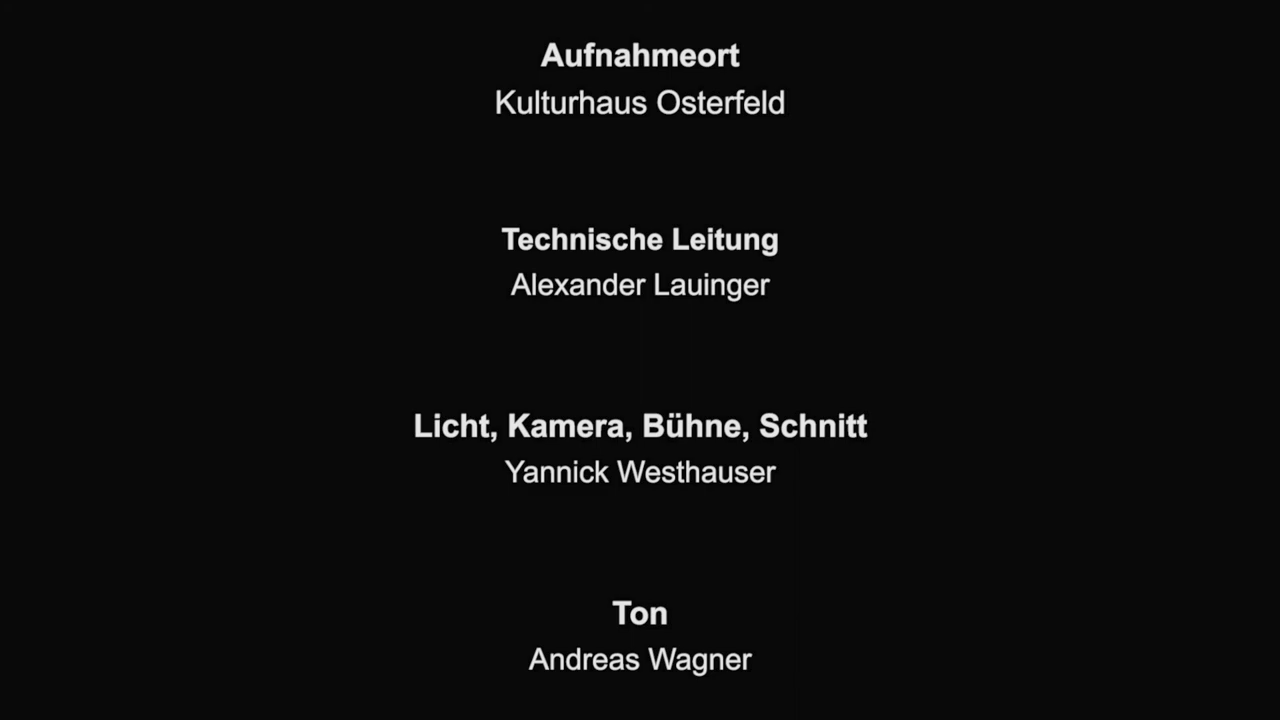 Aufnahmeort
Kulturhaus Osterfeld
Technische Leitung
Alexander Lauinger
Licht, Kamera, Bühne, Schnitt
Yannick Westhauser
Ton
Andreas Wagner